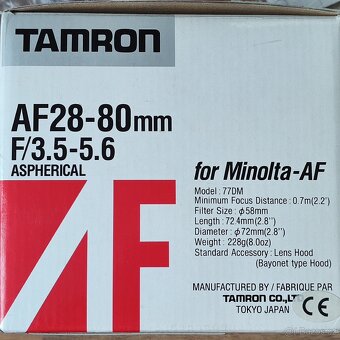 TAMRON
AF28-80mm
F/3.5-5.6
ASPHERICAL
AF
for Minolta-AF
Model : 77DM
Minimum Focus Distance : 0.7m(2.2')
Filter Size : φ58mm
Length : 72.4mm(2.8'')
Diameter : φ72mm(2.8'')
Weight : 228g(8.0oz)
Standard Accessory : Lens Hood
(Bayonet type Hood)
MANUFACTURED BY / FABRIQUE PAR
TAMRON CO.,LT
TOKYO JAPAN
CE